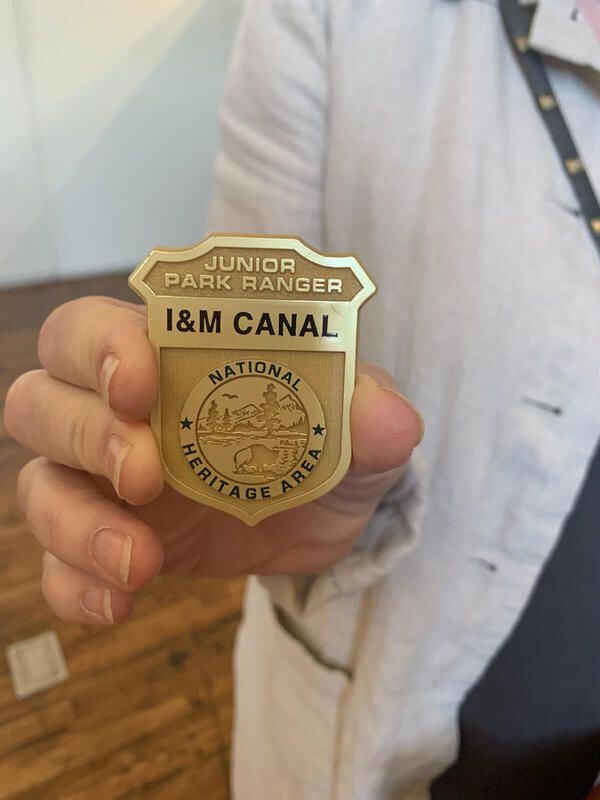 JUNIOR
PARK RANGER
I&M CANAL
NATIONAL
HERITAGE AREA